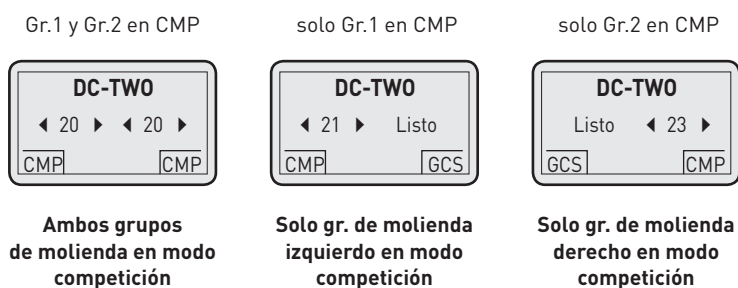 Gr.1 y Gr.2 en CMP
DC-TWO
◀ 20 ▶ ◀ 20 ▶
CMP CMP
Ambos grupos
de molienda en modo
competición
solo Gr.1 en CMP
DC-TWO
◀ 21 ▶ Listo
CMP GCS
Solo gr. de molienda
izquierdo en modo
competición
solo Gr.2 en CMP
DC-TWO
Listo ◀ 23 ▶
GCS CMP
Solo gr. de molienda
derecho en modo
competición